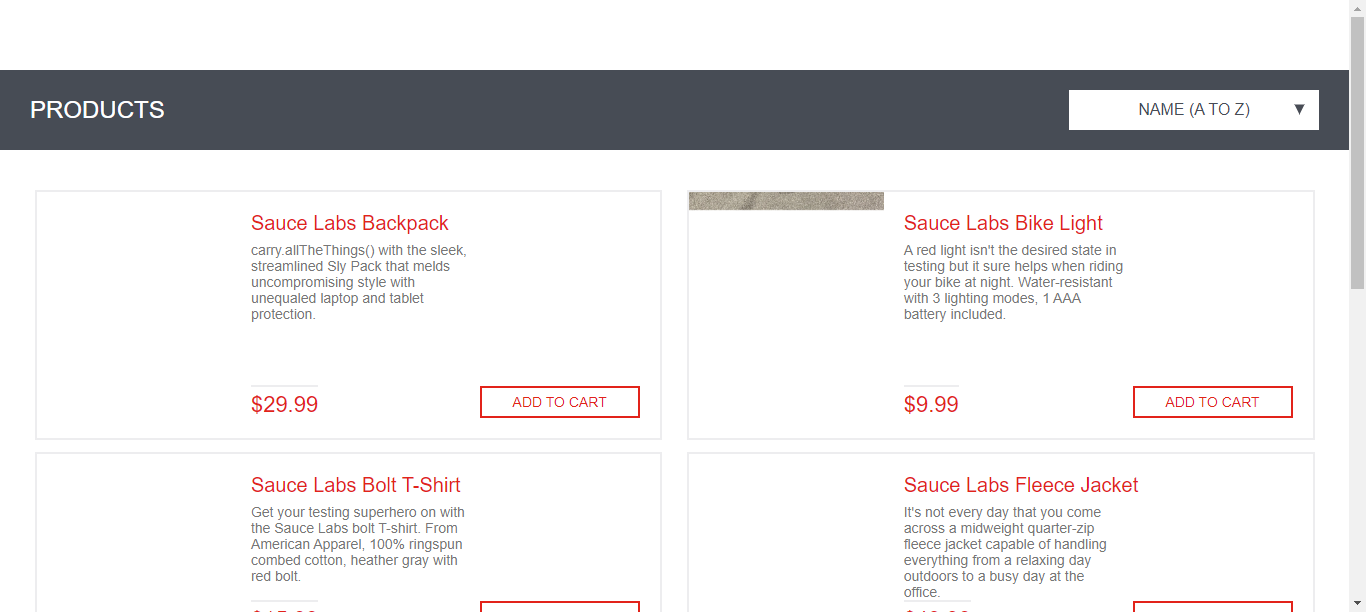 PRODUCTS
NAME (A TO Z) ▼
Sauce Labs Backpack
carry.allTheThings() with the sleek,
streamlined Sly Pack that melds
uncompromising style with
unequaled laptop and tablet
protection.
$29.99
ADD TO CART
Sauce Labs Bike Light
A red light isn't the desired state in
testing but it sure helps when riding
your bike at night. Water-resistant
with 3 lighting modes, 1 AAA
battery included.
$9.99
ADD TO CART
Sauce Labs Bolt T-Shirt
Get your testing superhero on with
the Sauce Labs bolt T-shirt. From
American Apparel, 100% ringspun
combed cotton, heather gray with
red bolt.
Sauce Labs Fleece Jacket
It's not every day that you come
across a midweight quarter-zip
fleece jacket capable of handling
everything from a relaxing day
outdoors to a busy day at the
office.